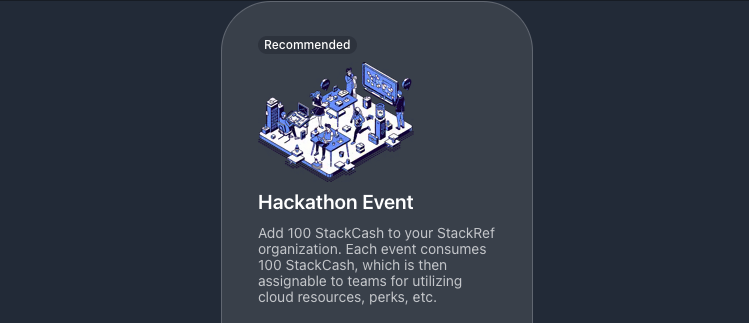 Recommended
Hackathon Event
Add 100 StackCash to your StackRef
organization. Each event consumes
100 StackCash, which is then
assignable to teams for utilizing
cloud resources, perks, etc.